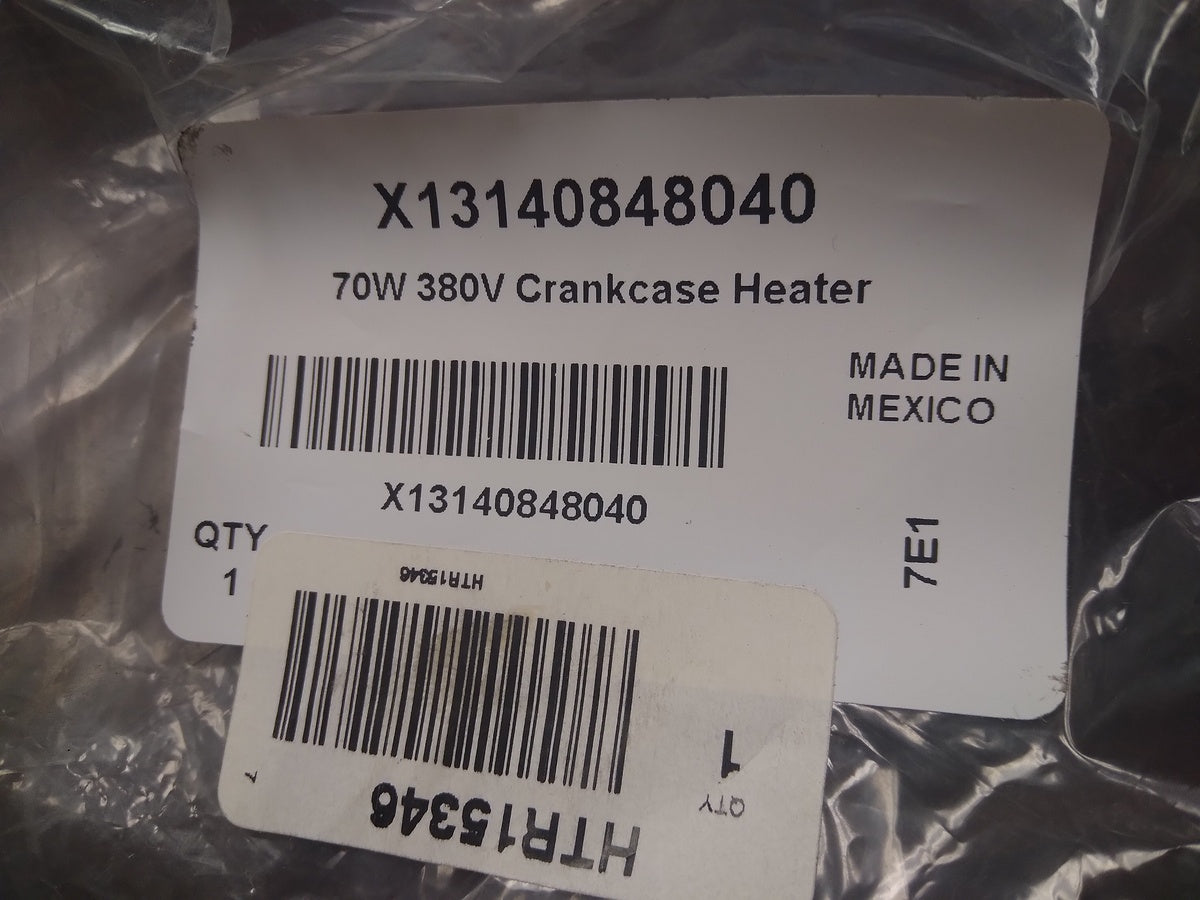 X13140848040
70W 380V Crankcase Heater
MADE IN
MEXICO
X13140848040
QTY
1
7E1
HTR15346
QTY
1
HTR15346